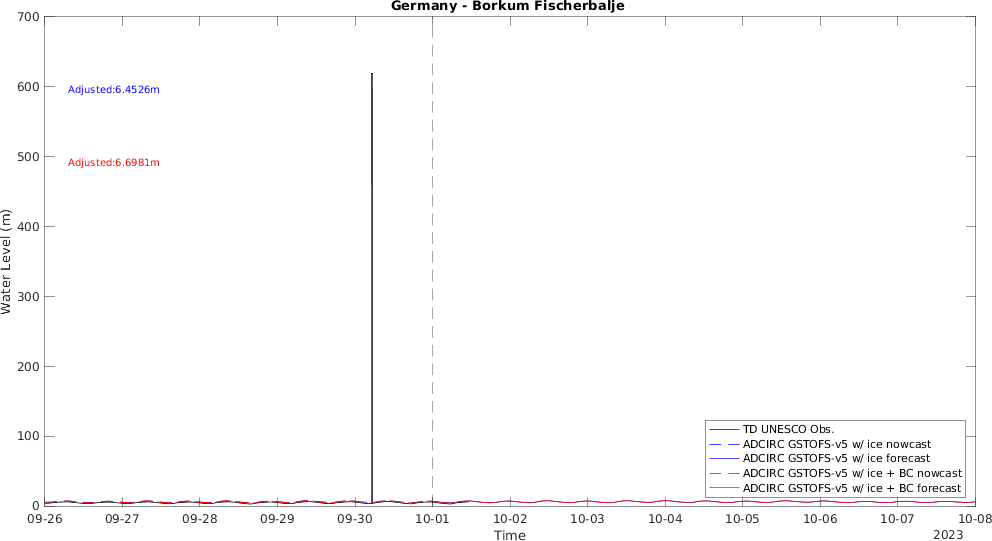 Germany - Borkum Fischerbalje
700
600
500
400
300
200
100
0
Water Level (m)
Adjusted:6.4526m
Adjusted:6.6981m
TD UNESCO Obs.
ADCIRC GSTOFS-v5 w/ ice nowcast
ADCIRC GSTOFS-v5 w/ ice forecast
ADCIRC GSTOFS-v5 w/ ice + BC nowcast
ADCIRC GSTOFS-v5 w/ ice + BC forecast
09-26 09-27 09-28 09-29 09-30 10-01 10-02 10-03 10-04 10-05 10-06 10-07 10-08
Time
2023